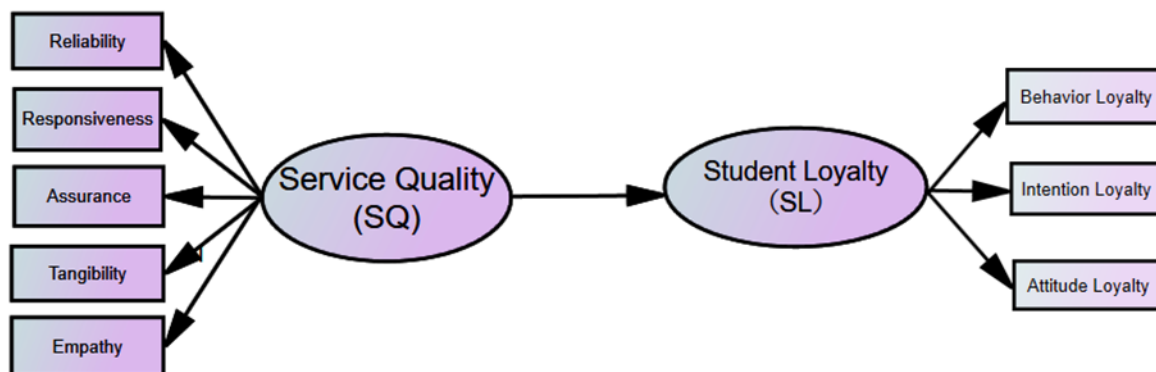 Reliability
Responsiveness
Assurance
Tangibility
Empathy
Service Quality
(SQ)
Student Loyalty
（SL）
Behavior Loyalty
Intention Loyalty
Attitude Loyalty